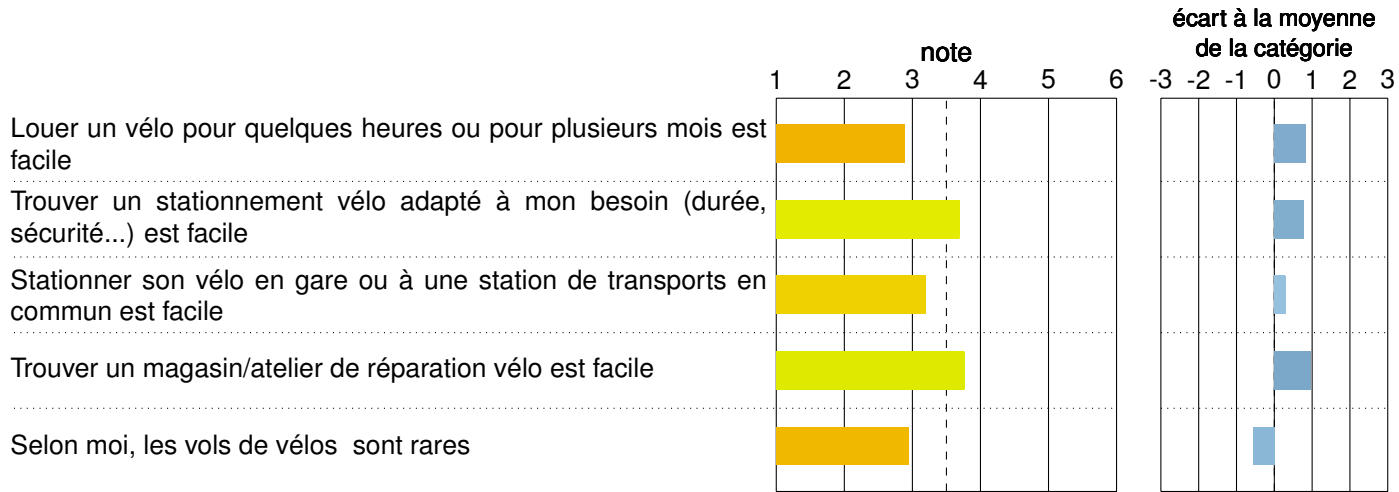 écart à la moyenne
note de la catégorie
1 2 3 4 5 6 -3 -2 -1 0 1 2 3
Louer un vélo pour quelques heures ou pour plusieurs mois est
facile
Trouver un stationnement vélo adapté à mon besoin (durée,
sécurité...) est facile
Stationner son vélo en gare ou à une station de transports en
commun est facile
Trouver un magasin/atelier de réparation vélo est facile
Selon moi, les vols de vélos sont rares